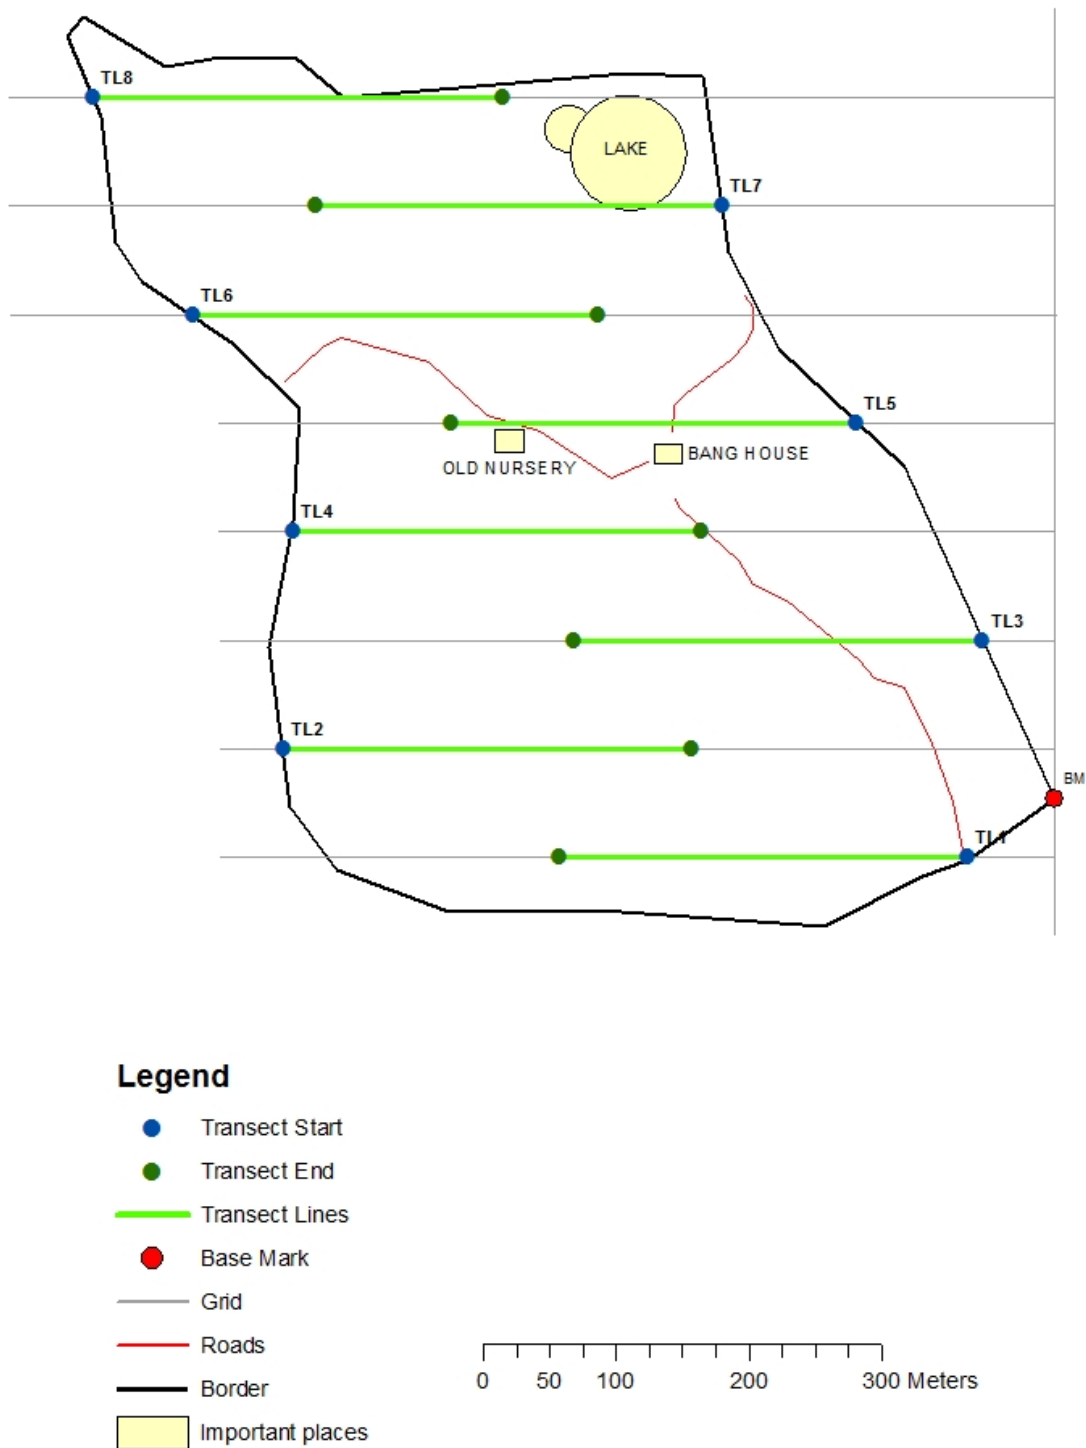 TL8
LAKE
TL7
TL6
TL5
OLD NURSERY
BANG HOUSE
TL4
TL3
TL2
BM
TL1
Legend
Transect Start
Transect End
Transect Lines
Base Mark
Grid
Roads
Border
0 50 100 200 300 Meters
Important places